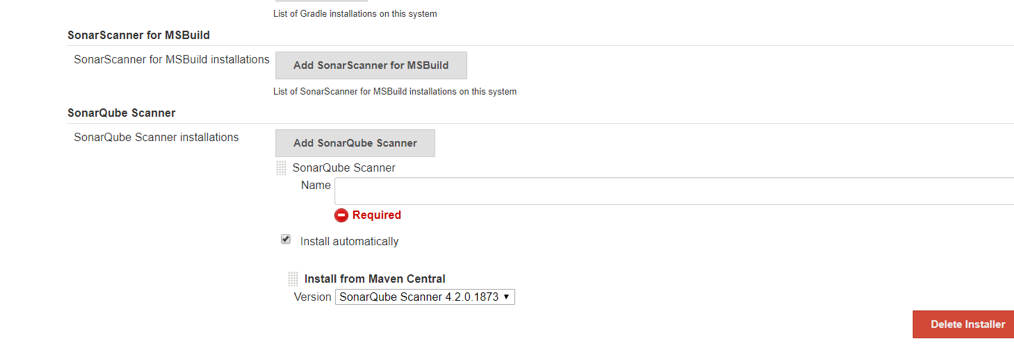 List of Gradle installations on this system
SonarScanner for MSBuild
SonarScanner for MSBuild installations
Add SonarScanner for MSBuild
List of SonarScanner for MSBuild installations on this system
SonarQube Scanner
SonarQube Scanner installations
Add SonarQube Scanner
SonarQube Scanner
Name
Required
Install automatically
Install from Maven Central
Version SonarQube Scanner 4.2.0.1873
Delete Installer